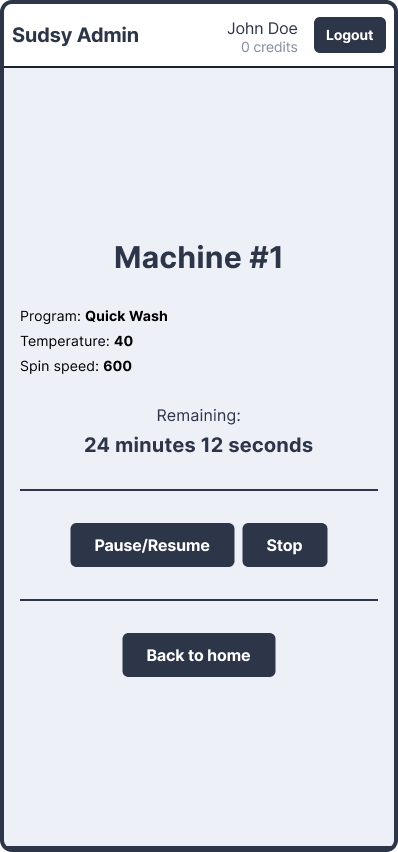 Sudsy Admin
John Doe
0 credits
Logout
Machine #1
Program: Quick Wash
Temperature: 40
Spin speed: 600
Remaining:
24 minutes 12 seconds
Pause/Resume
Stop
Back to home